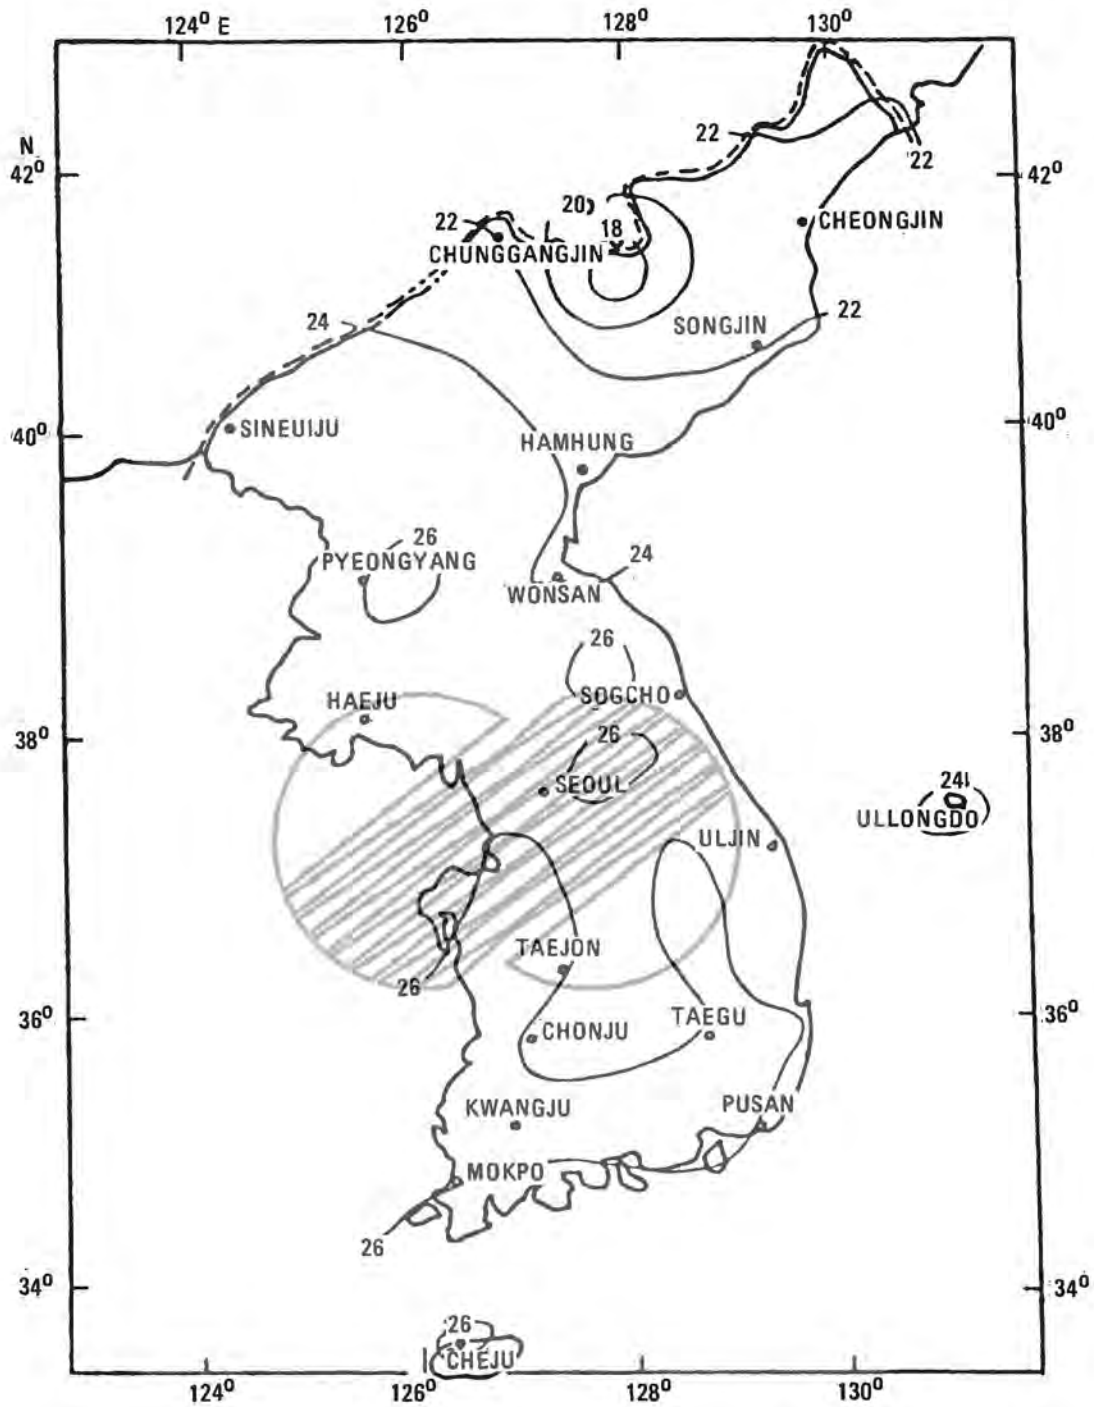 124° E 126° 128° 130°
N
42° 42°
22
22
20
18
22
CHEONGJIN
CHUNGGANGJIN
24
SONGJIN
22
40° 40°
SINEUIJU
HAMHUNG
26
PYEONGYANG
24
WONSAN
26
HAEJU
SOGCHO
38° 38°
26
SEOUL
24
ULLONGDO
ULJIN
TAEJON
26
36° 36°
CHONJU
TAEGU
KWANGJU
PUSAN
MOKPO
26
34° 34°
26
CHEJU
124° 126° 128° 130°